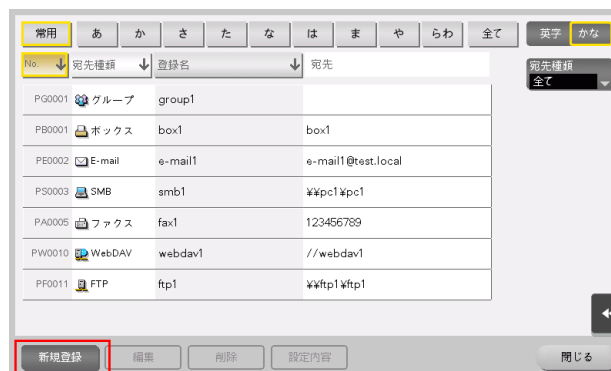 常用 あ か さ た な は ま や らわ 全て 英字 かな
No. 宛先種類 登録名 宛先
宛先種類
全て
PG0001 グループ group1
PB0001 ボックス box1 box1
PE0002 E-mail e-mail1 e-mail1@test.local
PS0003 SMB smb1 ¥¥pc1¥pc1
PA0005 ファクス fax1 123456789
PW0010 WebDAV webdav1 //webdav1
PF0011 FTP ftp1 ¥¥ftp1¥ftp1
新規登録 編集 削除 設定内容 閉じる